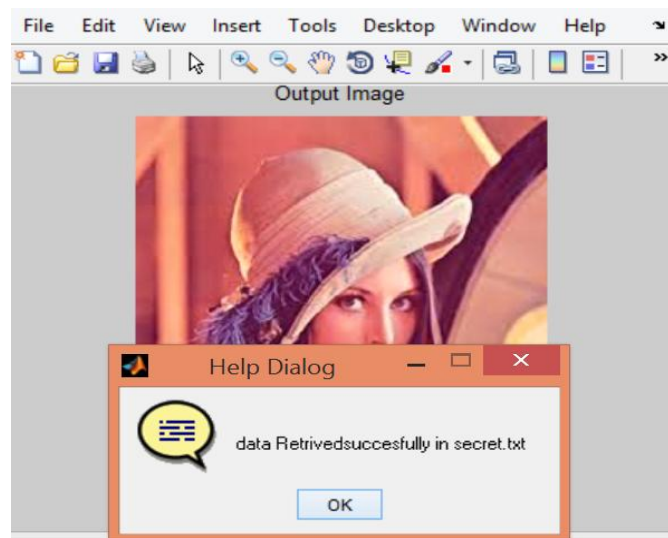 File Edit View Insert Tools Desktop Window Help
Output Image
Help Dialog
data Retrivedsuccesfully in secret.txt
OK